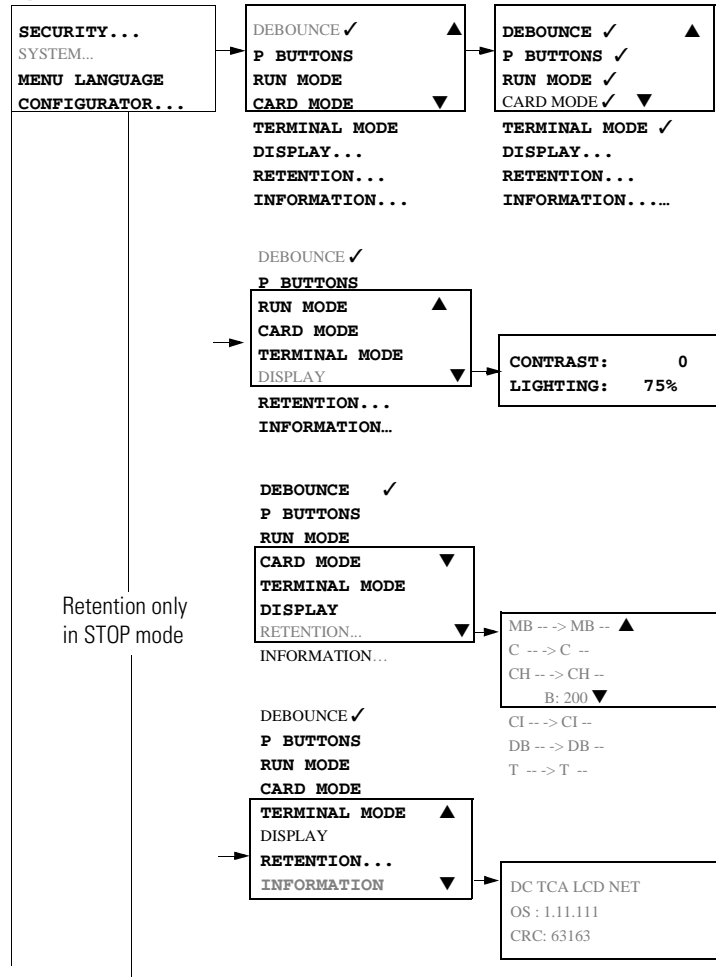 SECURITY...
SYSTEM...
MENU LANGUAGE
CONFIGURATOR...
DEBOUNCE ✓ ▲
P BUTTONS
RUN MODE
CARD MODE ▼
TERMINAL MODE
DISPLAY...
RETENTION...
INFORMATION...
DEBOUNCE ✓ ▲
P BUTTONS ✓
RUN MODE ✓
CARD MODE ✓ ▼
TERMINAL MODE ✓
DISPLAY...
RETENTION...
INFORMATION...…
DEBOUNCE ✓
P BUTTONS
RUN MODE ▲
CARD MODE
TERMINAL MODE
DISPLAY ▼
RETENTION...
INFORMATION…
CONTRAST: 0
LIGHTING: 75%
DEBOUNCE ✓
P BUTTONS
RUN MODE
CARD MODE ▼
TERMINAL MODE
DISPLAY
RETENTION... ▼
INFORMATION…
Retention only
in STOP mode
MB -- -> MB -- ▲
C -- -> C --
CH -- -> CH --
B: 200 ▼
CI -- -> CI --
DB -- -> DB --
T -- -> T --
DEBOUNCE ✓
P BUTTONS
RUN MODE
CARD MODE
TERMINAL MODE ▲
DISPLAY
RETENTION...
INFORMATION ▼
DC TCA LCD NET
OS : 1.11.111
CRC: 63163